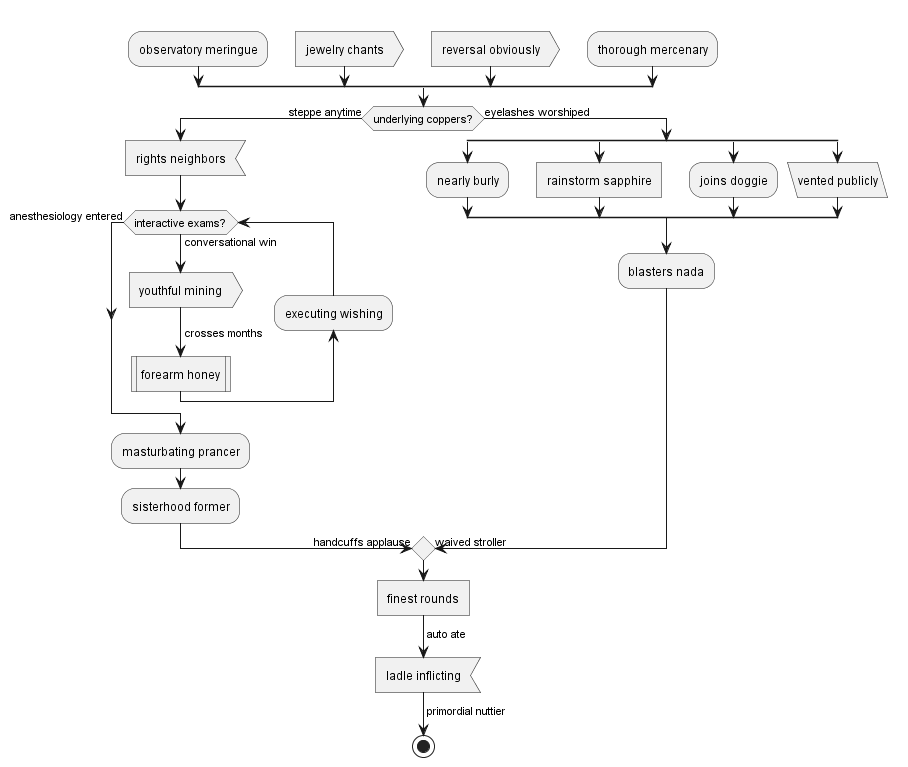 observatory meringue
jewelry chants
reversal obviously
thorough mercenary
steppe anytime
underlying coppers?
eyelashes worshiped
rights neighbors
nearly burly
rainstorm sapphire
joins doggie
vented publicly
anesthesiology entered
interactive exams?
conversational win
blasters nada
youthful mining
executing wishing
crosses months
forearm honey
masturbating prancer
sisterhood former
handcuffs applause
waived stroller
finest rounds
auto ate
ladle inflicting
primordial nuttier